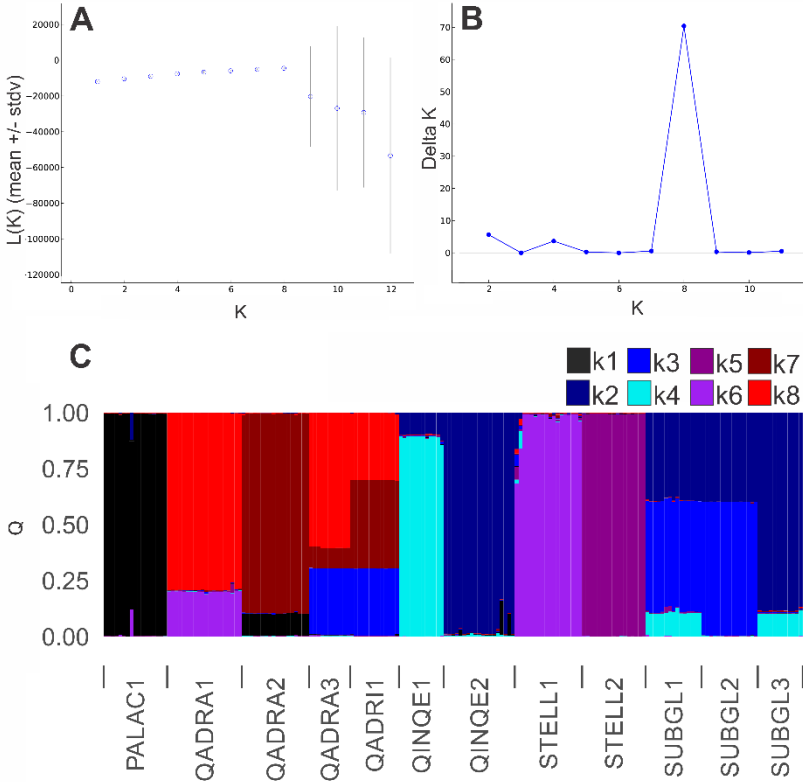 A
20000
0
−20000
−40000
−60000
−80000
−100000
−120000
L(K) (mean +/- stdv)
0 2 4 6 8 10 12
K
B
70
60
50
40
30
20
10
0
Delta K
2 4 6 8 10
K
C
k1 k3 k5 k7
k2 k4 k6 k8
1.00
0.75
0.50
0.25
0.00
Q
PALAC1
QADRA1
QADRA2
QADRA3
QADRI1
QINQE1
QINQE2
STELL1
STELL2
SUBGL1
SUBGL2
SUBGL3